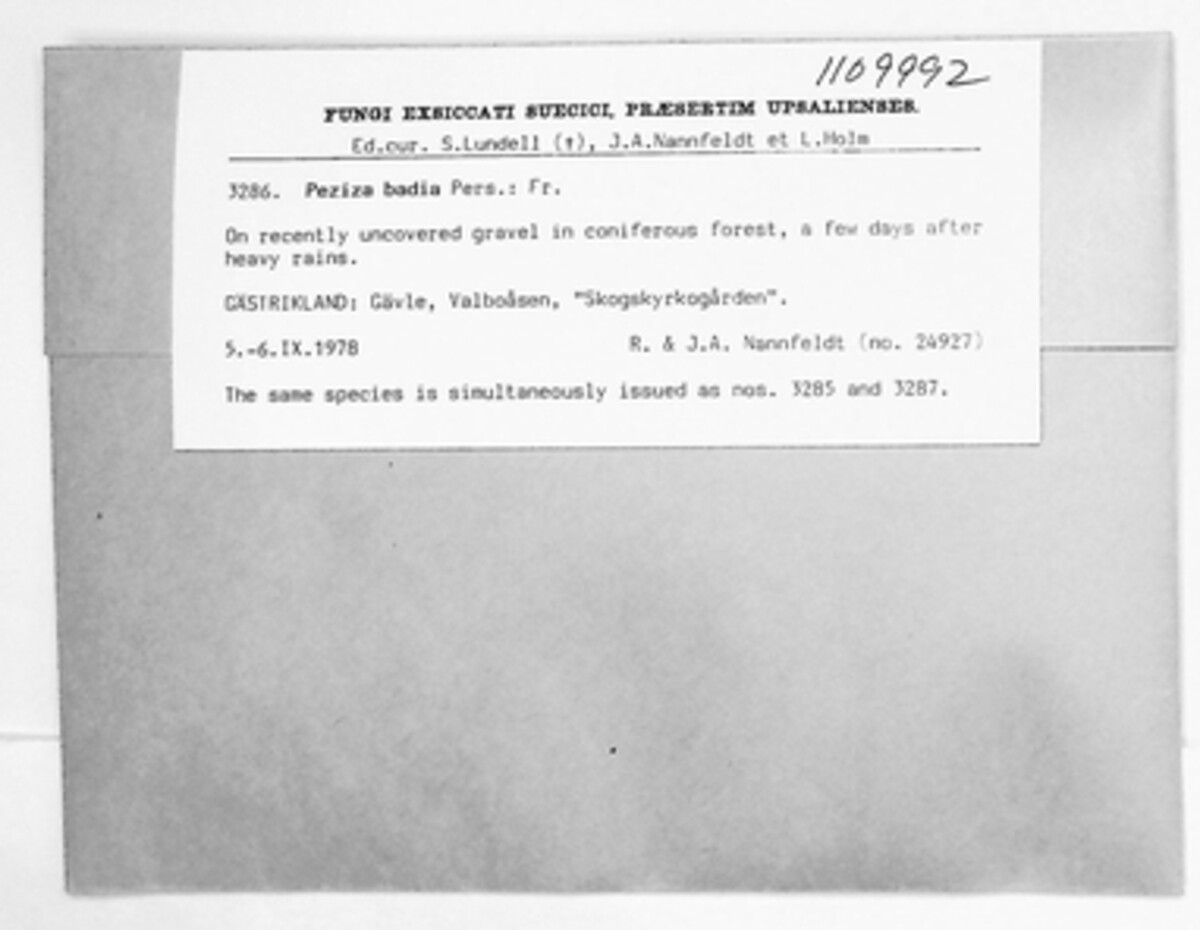 1109992
FUNGI EXSICCATI SUECICI, PRÆSERTIM UPSALIENSES.
Ed.cur. S.Lundell (†), J.A.Nannfeldt et L.Holm
3286. Peziza badia Pers.: Fr.
On recently uncovered gravel in coniferous forest, a few days after
heavy rains.
GÄSTRIKLAND: Gävle, Valboåsen, "Skogskyrkogården".
5.-6.IX.1978 R. & J.A. Nannfeldt (no. 24927)
The same species is simultaneously issued as nos. 3285 and 3287.